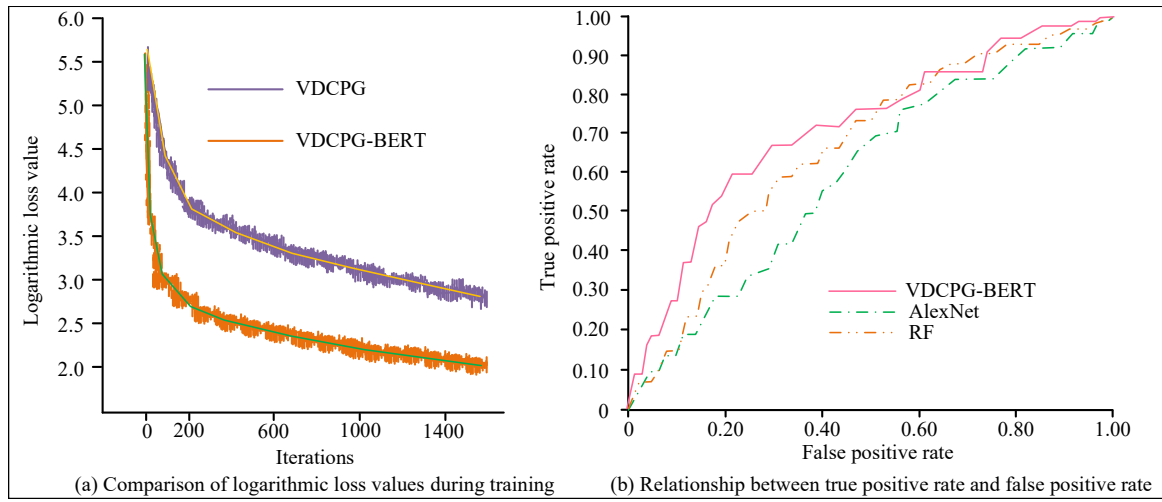 6.0
5.5
5.0
4.5
4.0
3.5
3.0
2.5
2.0
Logarithmic loss value
VDCPG
VDCPG-BERT
0 200 600 1000 1400
Iterations
(a) Comparison of logarithmic loss values during training
1.00
0.90
0.80
0.70
0.60
0.50
0.40
0.30
0.20
0.10
0
True positive rate
VDCPG-BERT
AlexNet
RF
0 0.20 0.40 0.60 0.80 1.00
False positive rate
(b) Relationship between true positive rate and false positive rate